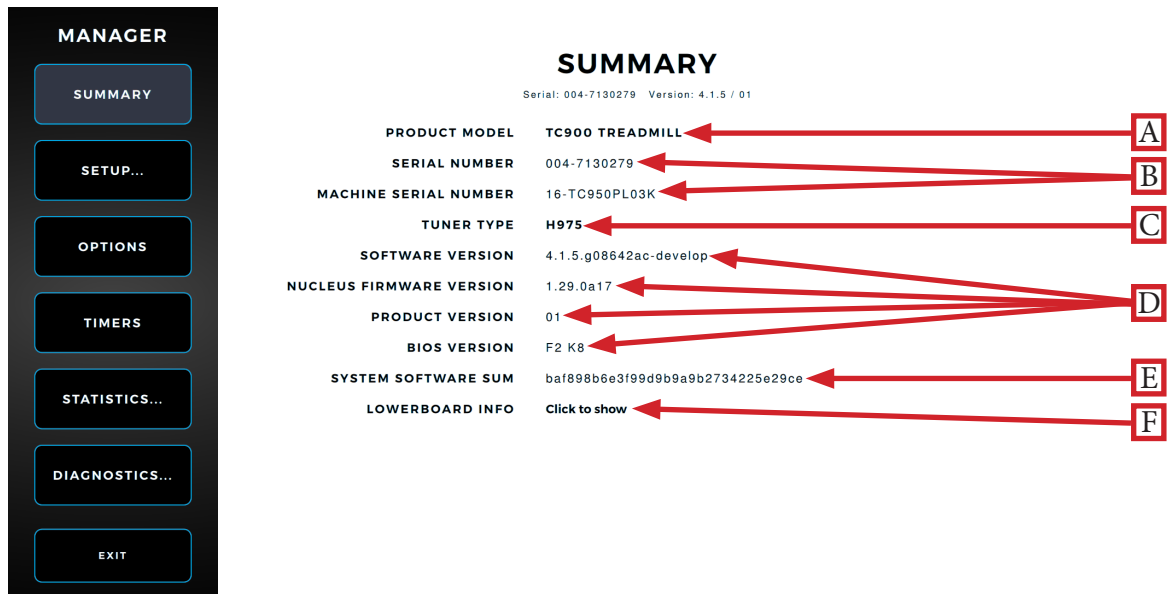 MANAGER
SUMMARY
SETUP...
OPTIONS
TIMERS
STATISTICS...
DIAGNOSTICS...
EXIT
SUMMARY
Serial: 004-7130279 Version: 4.1.5 / 01
PRODUCT MODEL TC900 TREADMILL A
SERIAL NUMBER 004-7130279
B
MACHINE SERIAL NUMBER 16-TC950PL03K
TUNER TYPE H975 C
SOFTWARE VERSION 4.1.5.g08642ac-develop
NUCLEUS FIRMWARE VERSION 1.29.0a17
D
PRODUCT VERSION 01
BIOS VERSION F2 K8
SYSTEM SOFTWARE SUM baf898b6e3f99d9b9a9b2734225e29ce E
LOWERBOARD INFO Click to show F